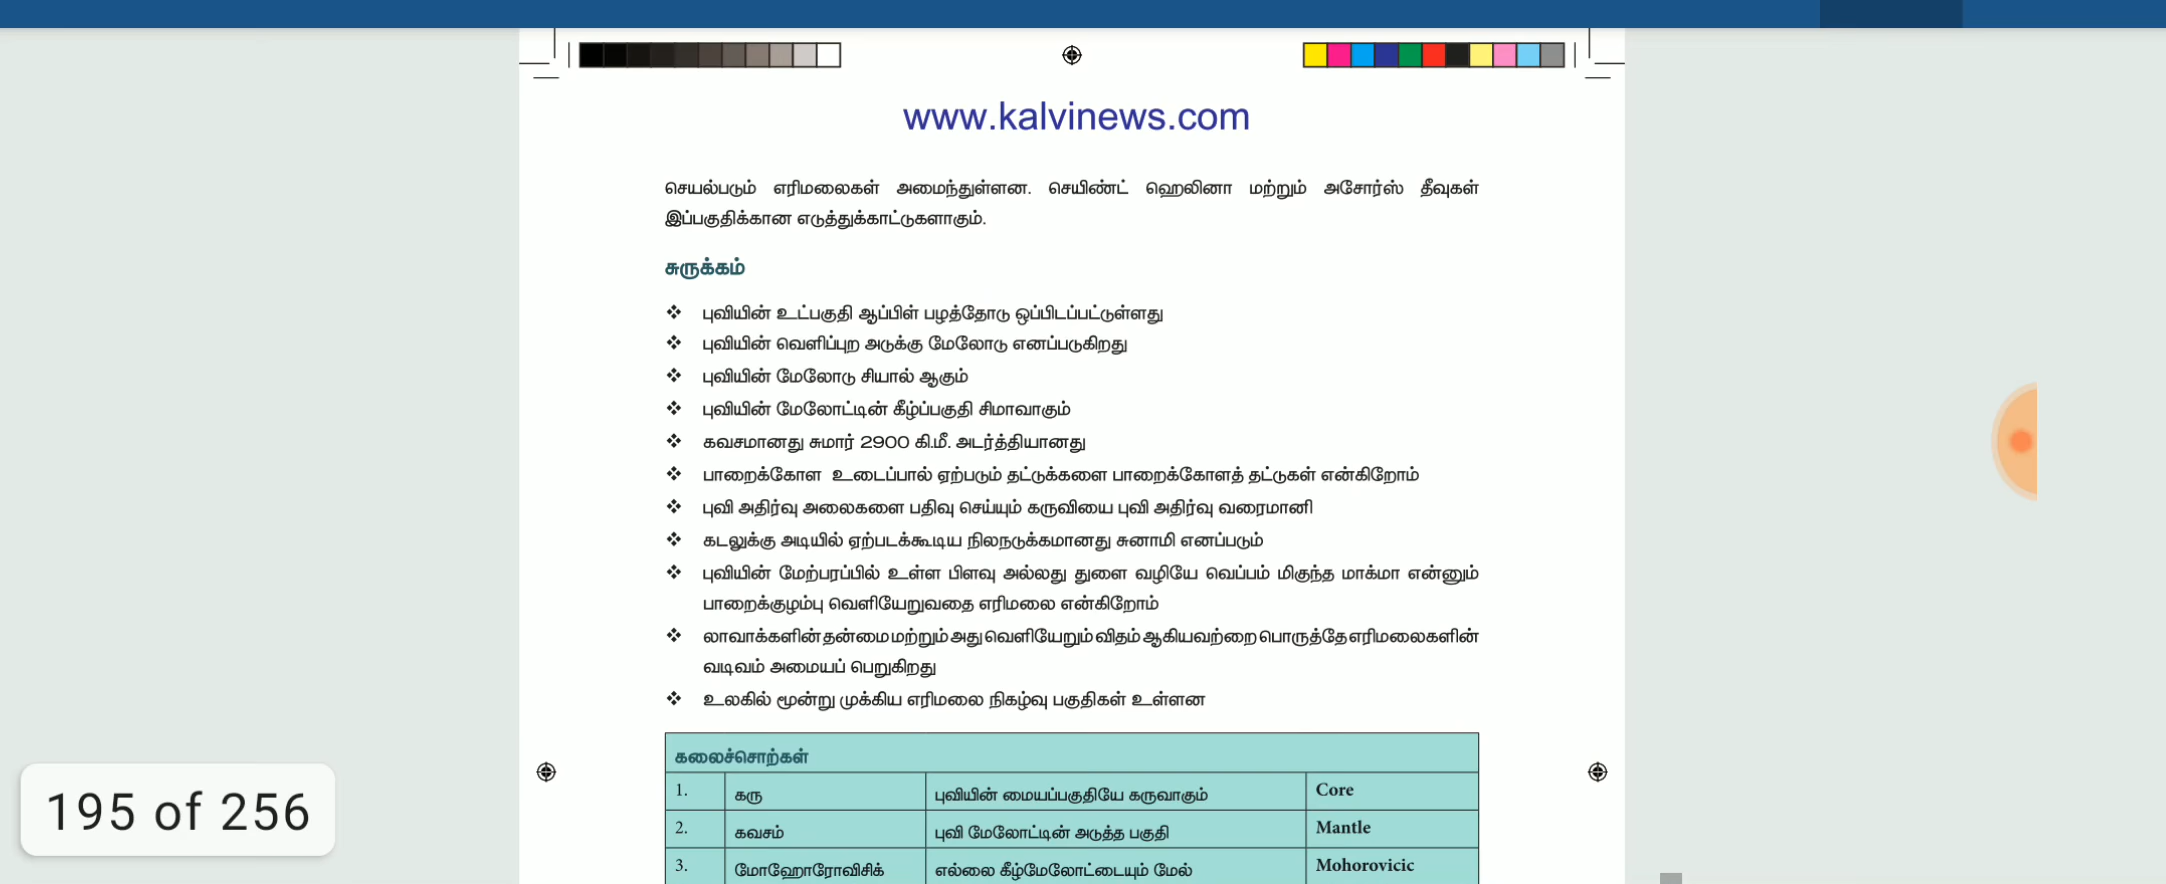 www.kalvinews.com
செயல்படும் எரிமலைகள் அமைந்துள்ளன. செயிண்ட் ஹெலினா மற்றும் அசோர்ஸ் தீவுகள்
இப்பகுதிக்கான எடுத்துக்காட்டுகளாகும்.
சுருக்கம்
❖ புவியின் உட்பகுதி ஆப்பிள் பழத்தோடு ஒப்பிடப்பட்டுள்ளது
❖ புவியின் வெளிப்புற அடுக்கு மேலோடு எனப்படுகிறது
❖ புவியின் மேலோடு சியால் ஆகும்
❖ புவியின் மேலோட்டின் கீழ்ப்பகுதி சிமாவாகும்
❖ கவசமானது சுமார் 2900 கி.மீ. அடர்த்தியானது
❖ பாறைக்கோள உடைப்பால் ஏற்படும் தட்டுக்களை பாறைக்கோளத் தட்டுகள் என்கிறோம்
❖ புவி அதிர்வு அலைகளை பதிவு செய்யும் கருவியை புவி அதிர்வு வரைமானி
❖ கடலுக்கு அடியில் ஏற்படக்கூடிய நிலநடுக்கமானது சுனாமி எனப்படும்
❖ புவியின் மேற்பரப்பில் உள்ள பிளவு அல்லது துளை வழியே வெப்பம் மிகுந்த மாக்மா என்னும்
பாறைக்குழம்பு வெளியேறுவதை எரிமலை என்கிறோம்
❖ லாவாக்களின் தன்மை மற்றும் அது வெளியேறும் விதம் ஆகியவற்றை பொருத்தே எரிமலைகளின்
வடிவம் அமையப் பெறுகிறது
❖ உலகில் மூன்று முக்கிய எரிமலை நிகழ்வு பகுதிகள் உள்ளன
கலைச்சொற்கள்
1. கரு புவியின் மையப்பகுதியே கருவாகும் Core
2. கவசம் புவி மேலோட்டின் அடுத்த பகுதி Mantle
3. மோஹோரோவிசிக் எல்லை கீழ்மேலோட்டையும் மேல் Mohorovicic
195 of 256